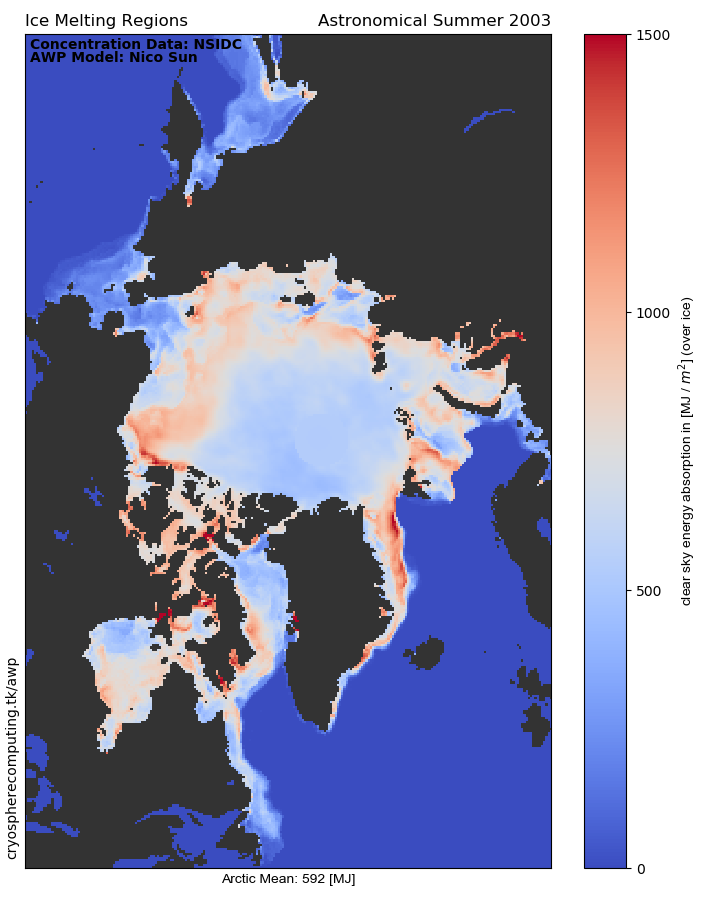 Ice Melting Regions Astronomical Summer 2003
Concentration Data: NSIDC
AWP Model: Nico Sun
1500
1000
500
0
clear sky energy absorption in [MJ / m²] (over ice)
cryospherecomputing.tk/awp
Arctic Mean: 592 [MJ]